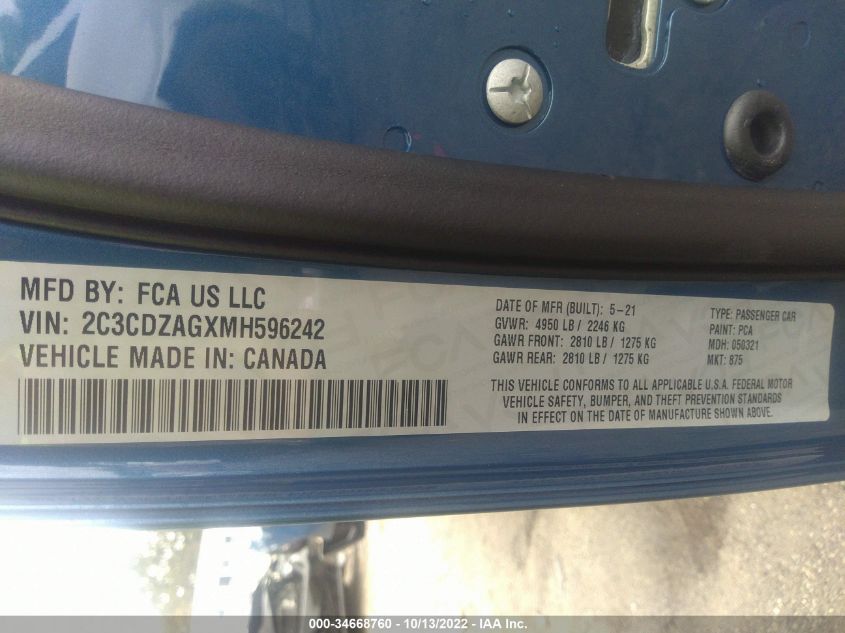 MFD BY: FCA US LLC
VIN: 2C3CDZAGXMH596242
VEHICLE MADE IN: CANADA
DATE OF MFR (BUILT): 5-21
GVWR: 4950 LB / 2246 KG
GAWR FRONT: 2810 LB / 1275 KG
GAWR REAR: 2810 LB / 1275 KG
TYPE: PASSENGER CAR
PAINT: PCA
MDH: 050321
MKT: 875
THIS VEHICLE CONFORMS TO ALL APPLICABLE U.S.A. FEDERAL MOTOR
VEHICLE SAFETY, BUMPER, AND THEFT PREVENTION STANDARDS
IN EFFECT ON THE DATE OF MANUFACTURE SHOWN ABOVE.
000-34668760 - 10/13/2022 - IAA Inc.